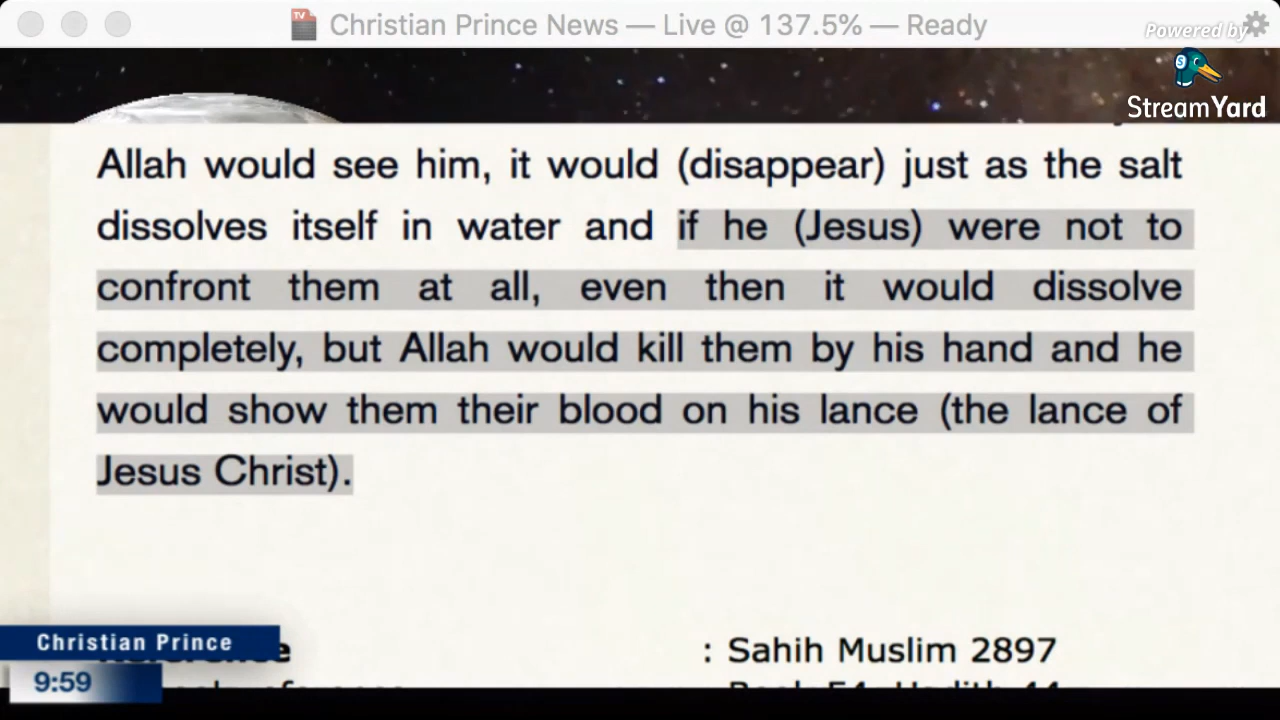 Christian Prince News — Live @ 137.5% — Ready
Powered by
StreamYard
Allah would see him, it would (disappear) just as the salt
dissolves itself in water and if he (Jesus) were not to
confront them at all, even then it would dissolve
completely, but Allah would kill them by his hand and he
would show them their blood on his lance (the lance of
Jesus Christ).
Christian Prince
: Sahih Muslim 2897
9:59